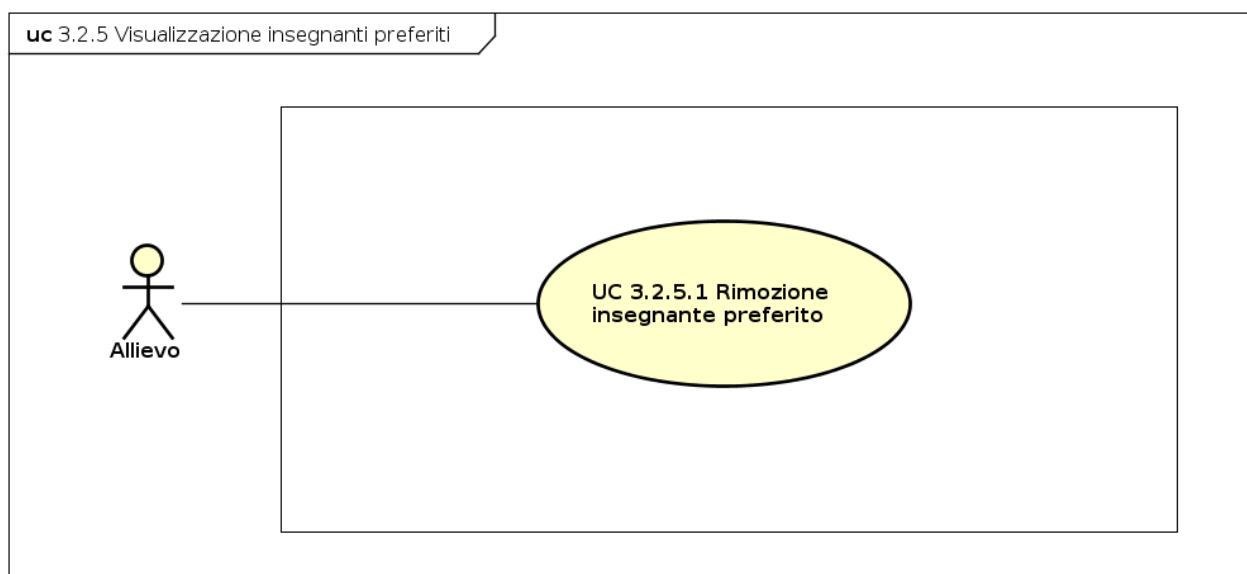 uc 3.2.5 Visualizzazione insegnanti preferiti
UC 3.2.5.1 Rimozione
insegnante preferito
Allievo